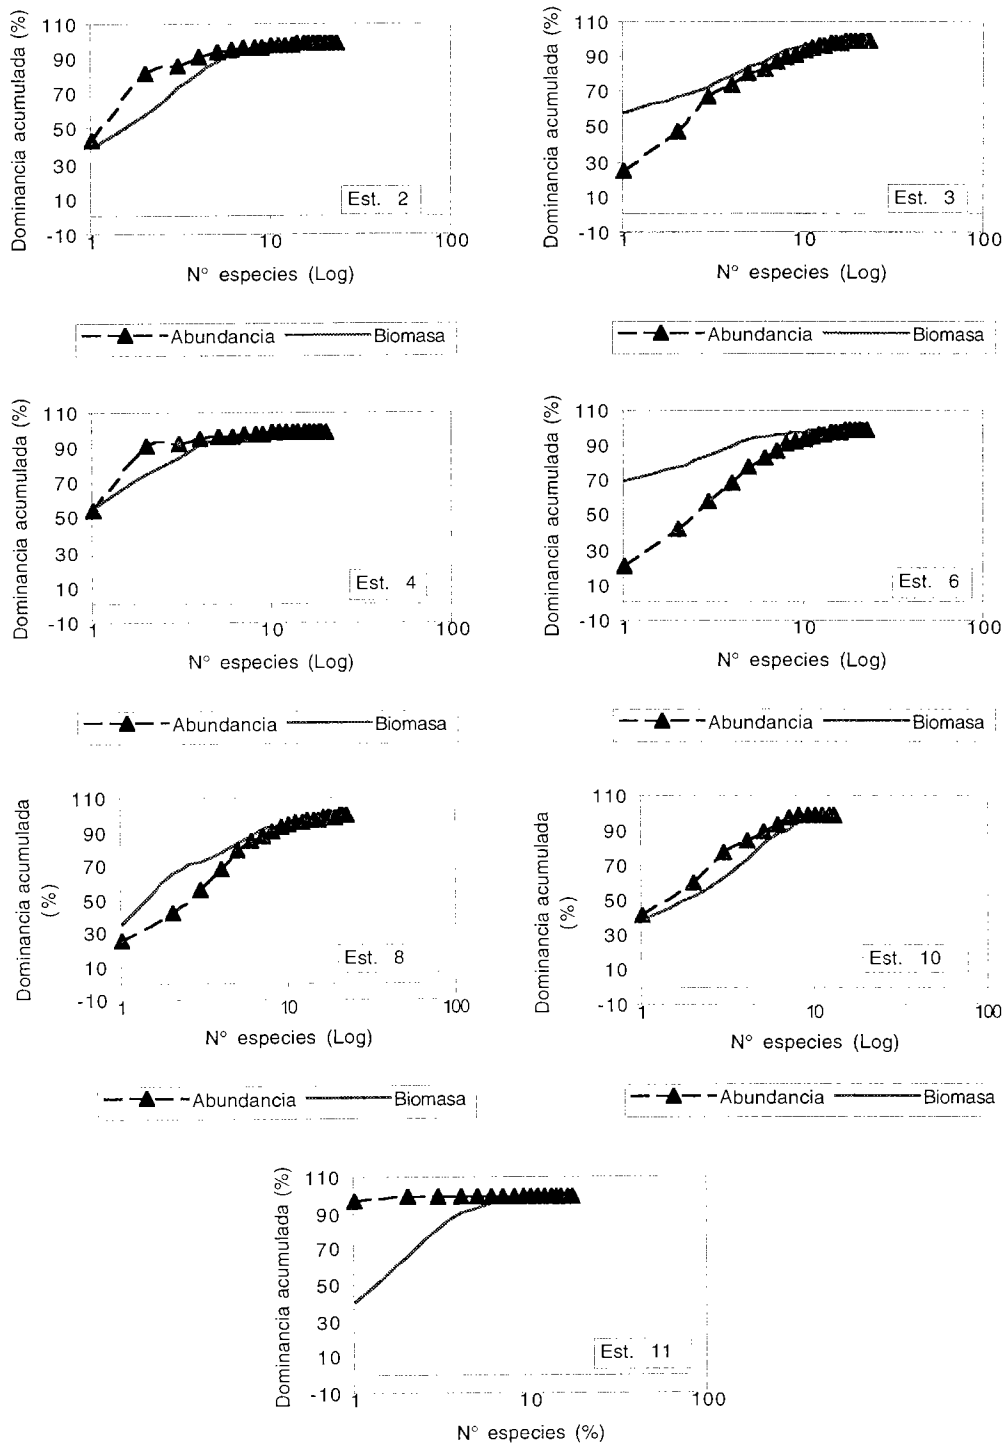 Dominancia acumulada (%)
110
90
70
50
30
10
-10
1
10
100
Est. 2
N° especies (Log)
Abundancia
Biomasa
Dominancia acumulada (%)
110
90
70
50
30
10
-10
1
10
100
Est. 3
N° especies (Log)
Abundancia
Biomasa
Dominancia acumulada (%)
110
90
70
50
30
10
-10
1
10
100
Est. 4
N° especies (Log)
Abundancia
Biomasa
Dominancia acumulada (%)
110
90
70
50
30
10
-10
1
10
100
Est. 6
N° especies (Log)
Abundancia
Biomasa
Dominancia acumulada
(%)
110
90
70
50
30
10
-10
1
10
100
Est. 8
N° especies (Log)
Abundancia
Biomasa
Dominancia acumulada
(%)
110
90
70
50
30
10
-10
1
10
100
Est. 10
N° especies (Log)
Abundancia
Biomasa
Dominancia acumulada (%)
110
90
70
50
30
10
-10
1
10
100
Est. 11
N° especies (%)